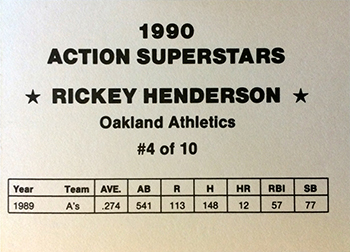 1990
ACTION SUPERSTARS
★ RICKEY HENDERSON ★
Oakland Athletics
#4 of 10
Year Team AVE. AB R H HR RBI SB
1989 A's .274 541 113 148 12 57 77